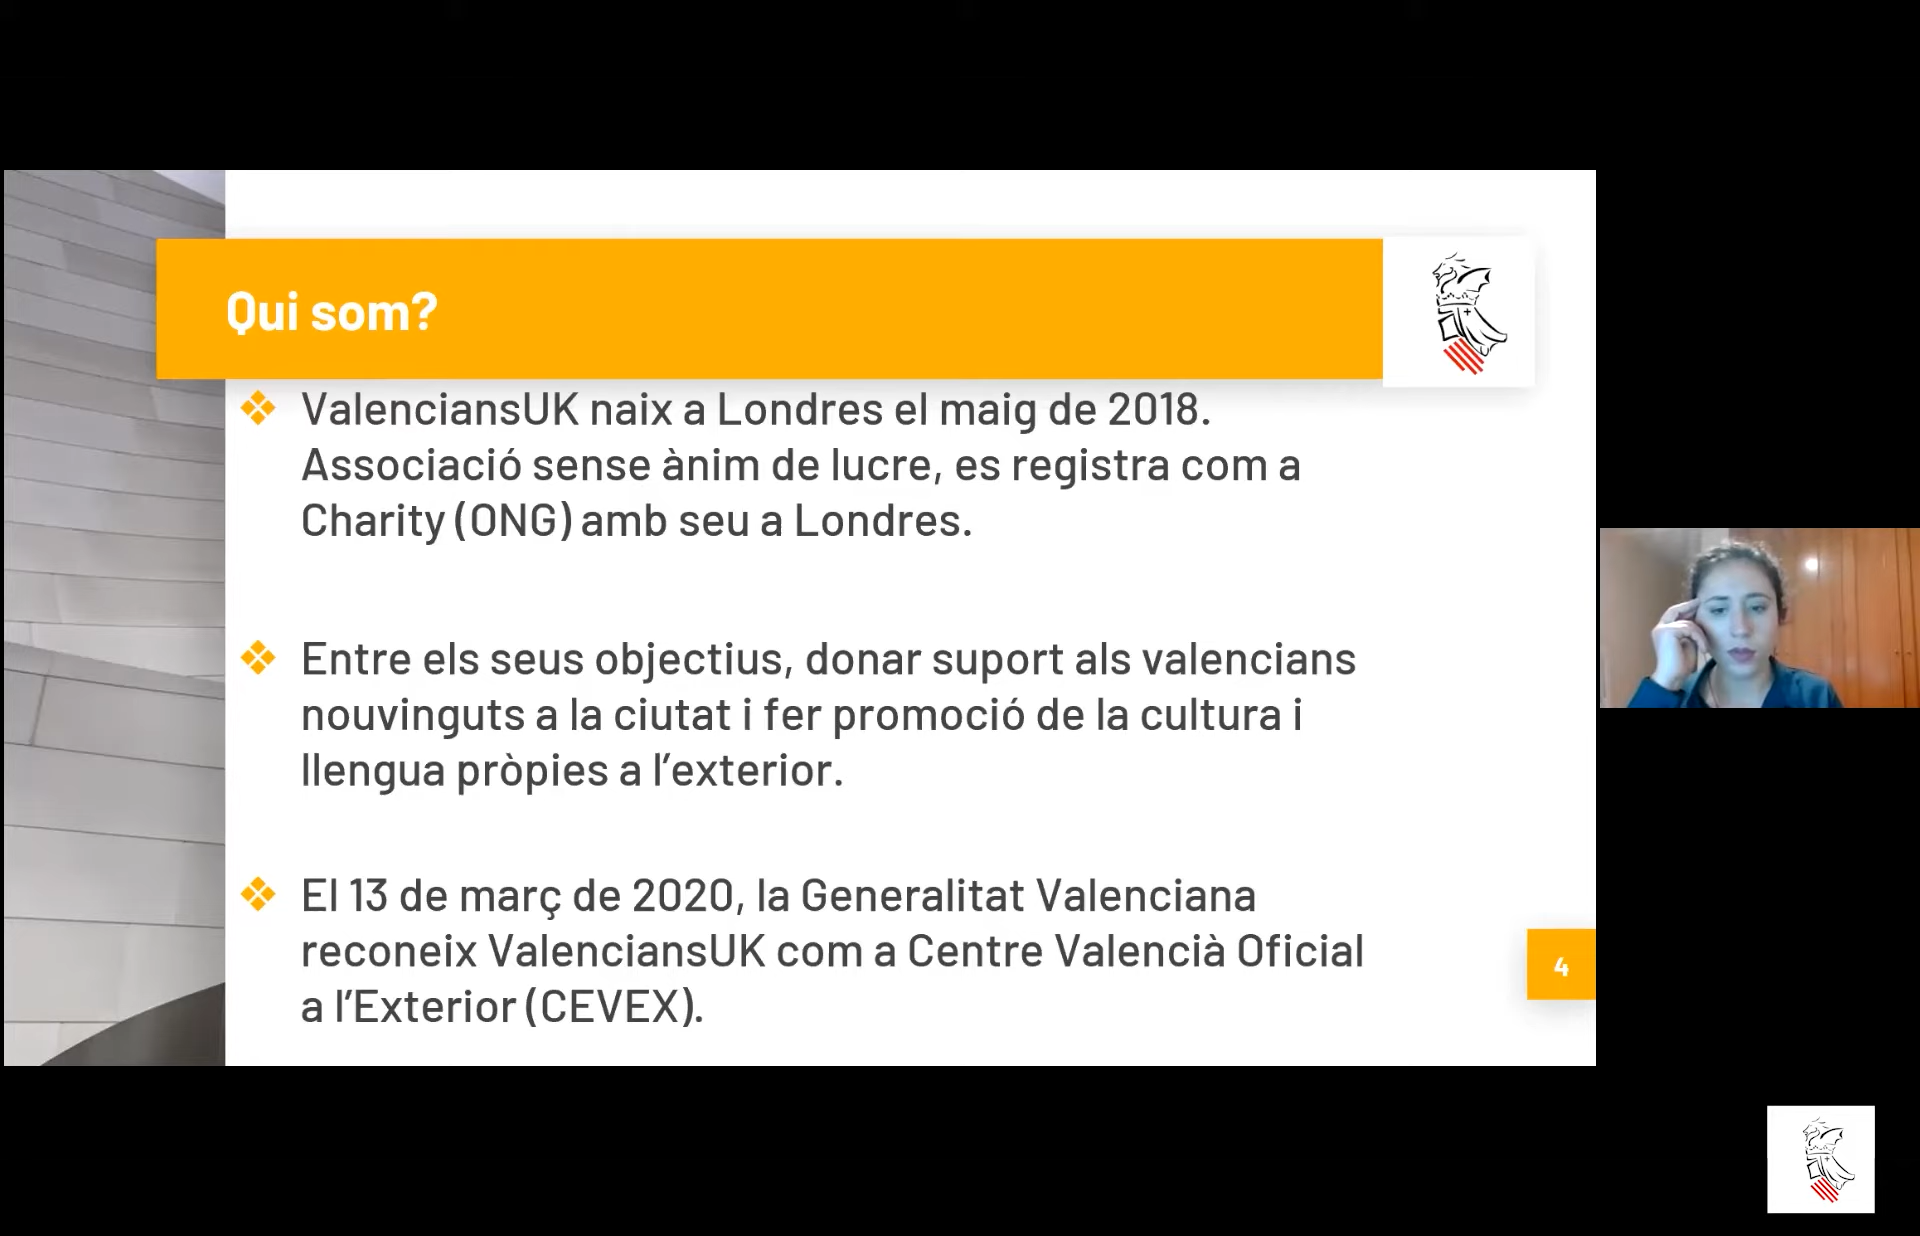 Qui som?
ValenciansUK naix a Londres el maig de 2018.
Associació sense ànim de lucre, es registra com a
Charity (ONG) amb seu a Londres.
Entre els seus objectius, donar suport als valencians
nouvinguts a la ciutat i fer promoció de la cultura i
llengua pròpies a l’exterior.
El 13 de març de 2020, la Generalitat Valenciana
reconeix ValenciansUK com a Centre Valencià Oficial
a l’Exterior (CEVEX).
4